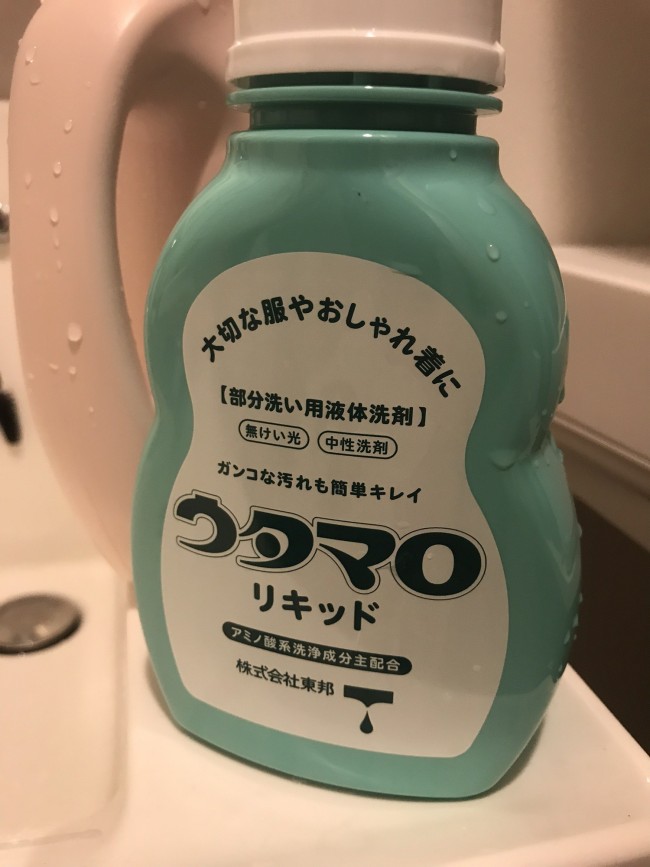 大切な服やおしゃれ着に
【部分洗い用液体洗剤】
無けい光 中性洗剤
ガンコな汚れも簡単キレイ
ウタマロ
リキッド
アミノ酸系洗浄成分主配合
株式会社東邦